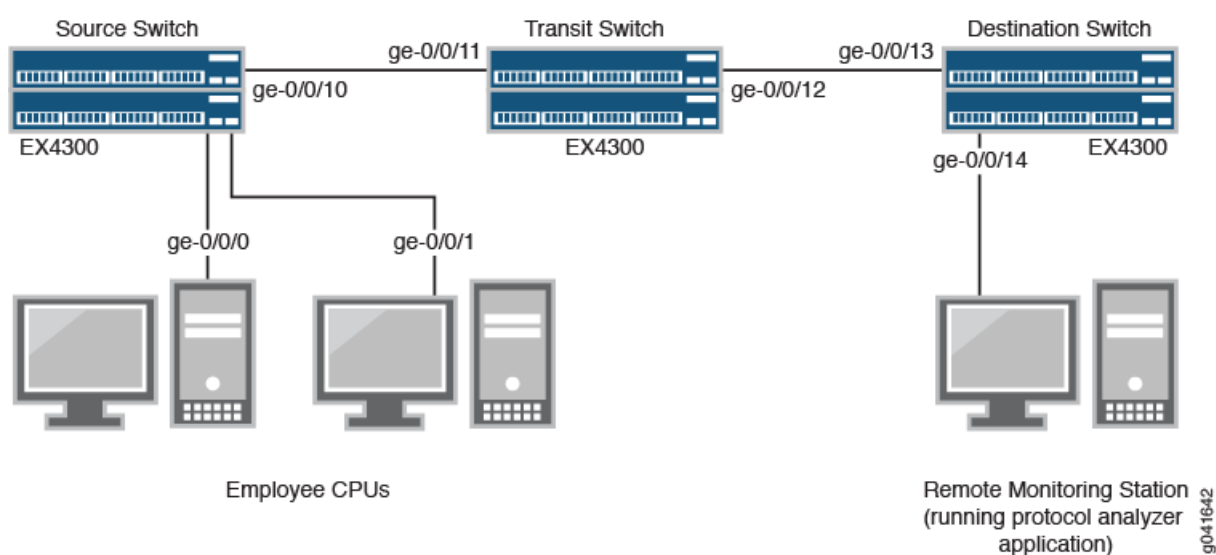 Source Switch
Transit Switch
Destination Switch
ge-0/0/11
ge-0/0/13
ge-0/0/10
ge-0/0/12
EX4300
EX4300
EX4300
ge-0/0/14
ge-0/0/0
ge-0/0/1
Employee CPUs
Remote Monitoring Station
(running protocol analyzer
application)
g041642